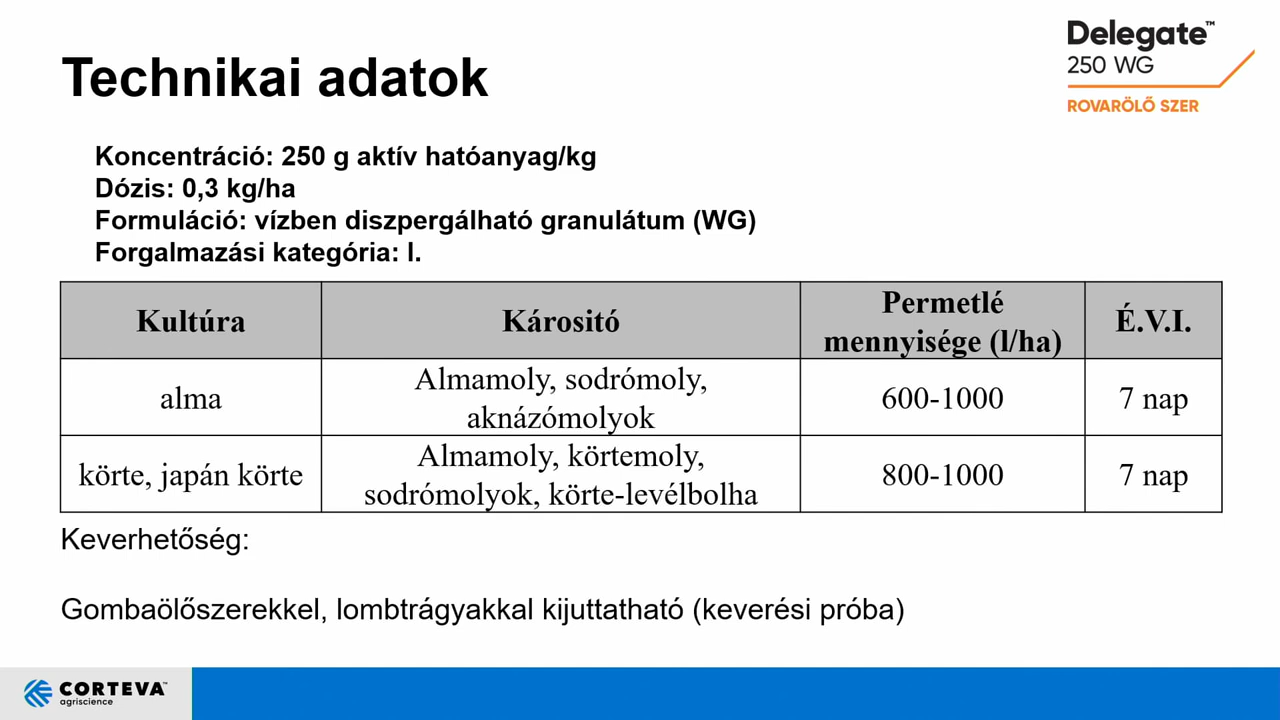 Technikai adatok
Delegate™
250 WG
ROVARÖLŐ SZER
Koncentráció: 250 g aktív hatóanyag/kg
Dózis: 0,3 kg/ha
Formuláció: vízben diszpergálható granulátum (WG)
Forgalmazási kategória: I.
Kultúra
Kárositó
Permetlé
mennyisége (l/ha)
É.V.I.
alma
Almamoly, sodrómoly,
aknázómolyok
600-1000
7 nap
körte, japán körte
Almamoly, körtemoly,
sodrómolyok, körte-levélbolha
800-1000
7 nap
Keverhetőség:
Gombaölőszerekkel, lombtrágyakkal kijuttatható (keverési próba)
CORTEVA™
agriscience